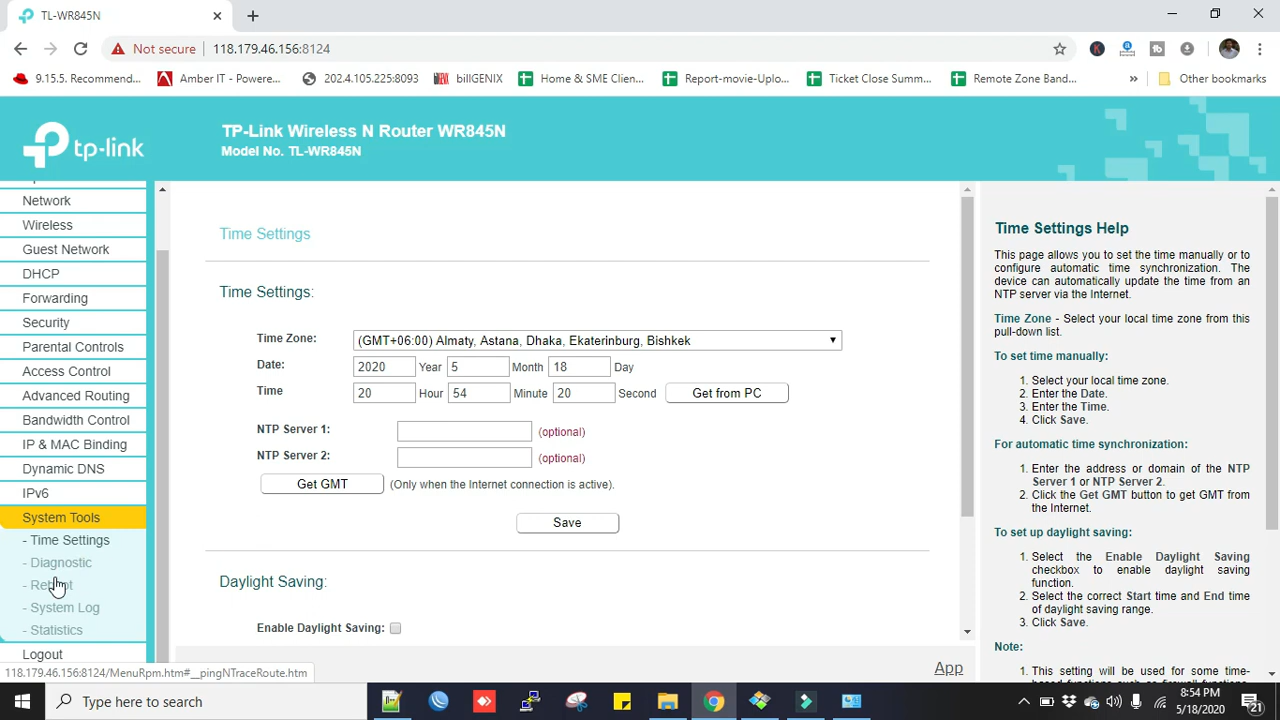 TL-WR845N
Not secure
118.179.46.156:8124
9.15.5. Recommend...
Amber IT - Powere...
202.4.105.225:8093
billGENIX
Home & SME Clien...
Report-movie-Uplo...
Ticket Close Summ...
Remote Zone Band...
»
Other bookmarks
tp-link
TP-Link Wireless N Router WR845N
Model No. TL-WR845N
Network
Wireless
Guest Network
DHCP
Forwarding
Security
Parental Controls
Access Control
Advanced Routing
Bandwidth Control
IP & MAC Binding
Dynamic DNS
IPv6
System Tools
- Time Settings
- Diagnostic
- Reboot
- System Log
- Statistics
Logout
118.179.46.156:8124/MenuRpm.htm#__pingNTraceRoute.htm
Time Settings
Time Settings:
Time Zone:
(GMT+06:00) Almaty, Astana, Dhaka, Ekaterinburg, Bishkek
Date:
2020 Year 5 Month 18 Day
Time
20 Hour 54 Minute 20 Second Get from PC
NTP Server 1: (optional)
NTP Server 2: (optional)
Get GMT (Only when the Internet connection is active).
Save
Daylight Saving:
Enable Daylight Saving:
App
Time Settings Help
This page allows you to set the time manually or to
configure automatic time synchronization. The
device can automatically update the time from an
NTP server via the Internet.
Time Zone - Select your local time zone from this
pull-down list.
To set time manually:
1. Select your local time zone.
2. Enter the Date.
3. Enter the Time.
4. Click Save.
For automatic time synchronization:
1. Enter the address or domain of the NTP
Server 1 or NTP Server 2.
2. Click the Get GMT button to get GMT from
the Internet.
To set up daylight saving:
1. Select the Enable Daylight Saving
checkbox to enable daylight saving
function.
2. Select the correct Start time and End time
of daylight saving range.
3. Click Save.
Note:
1. This setting will be used for some time-
Type here to search
8:54 PM
5/18/2020
21